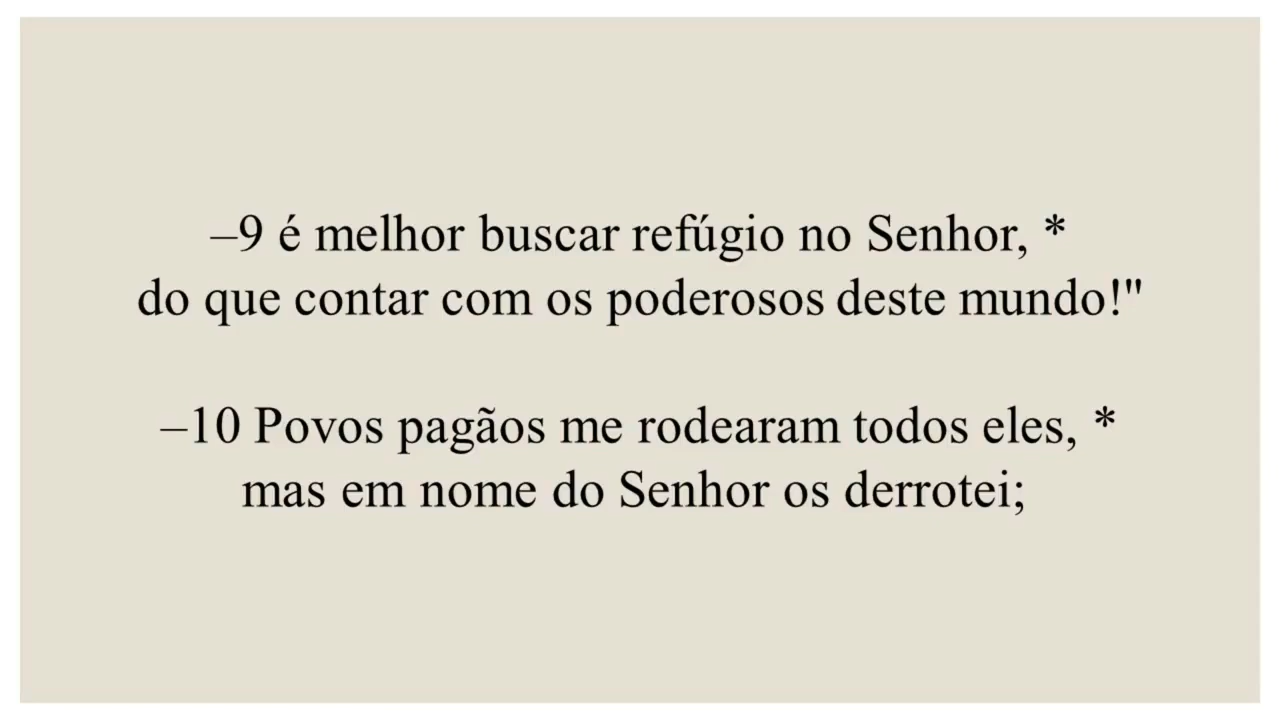 –9 é melhor buscar refúgio no Senhor, *
do que contar com os poderosos deste mundo!"
–10 Povos pagãos me rodearam todos eles, *
mas em nome do Senhor os derrotei;